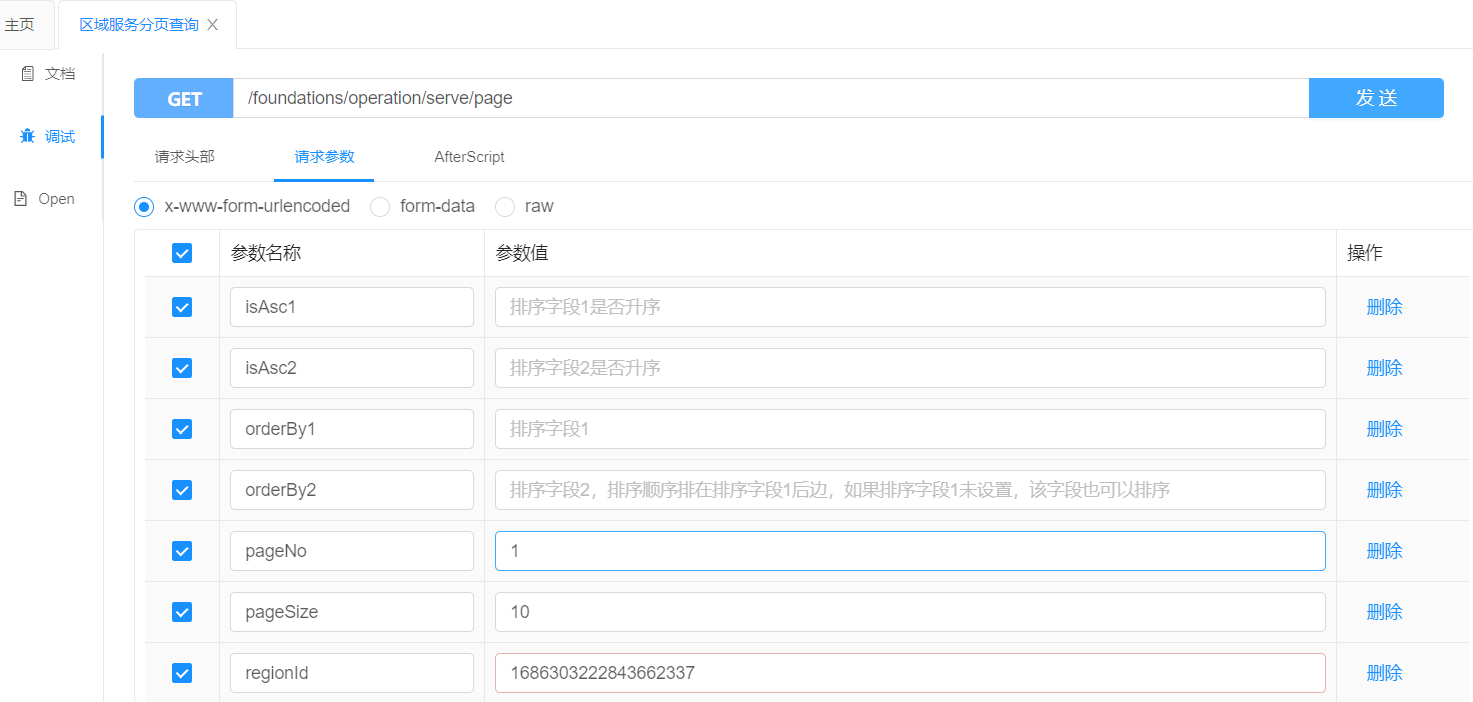 主页
区域服务分页查询
文档
调试
Open
GET /foundations/operation/serve/page 发 送
请求头部 请求参数 AfterScript
x-www-form-urlencoded form-data raw
参数名称 参数值 操作
isAsc1 排序字段1是否升序 删除
isAsc2 排序字段2是否升序 删除
orderBy1 排序字段1 删除
orderBy2 排序字段2，排序顺序排在排序字段1后边，如果排序字段1未设置，该字段也可以排序 删除
pageNo 1 删除
pageSize 10 删除
regionId 1686303222843662337 删除